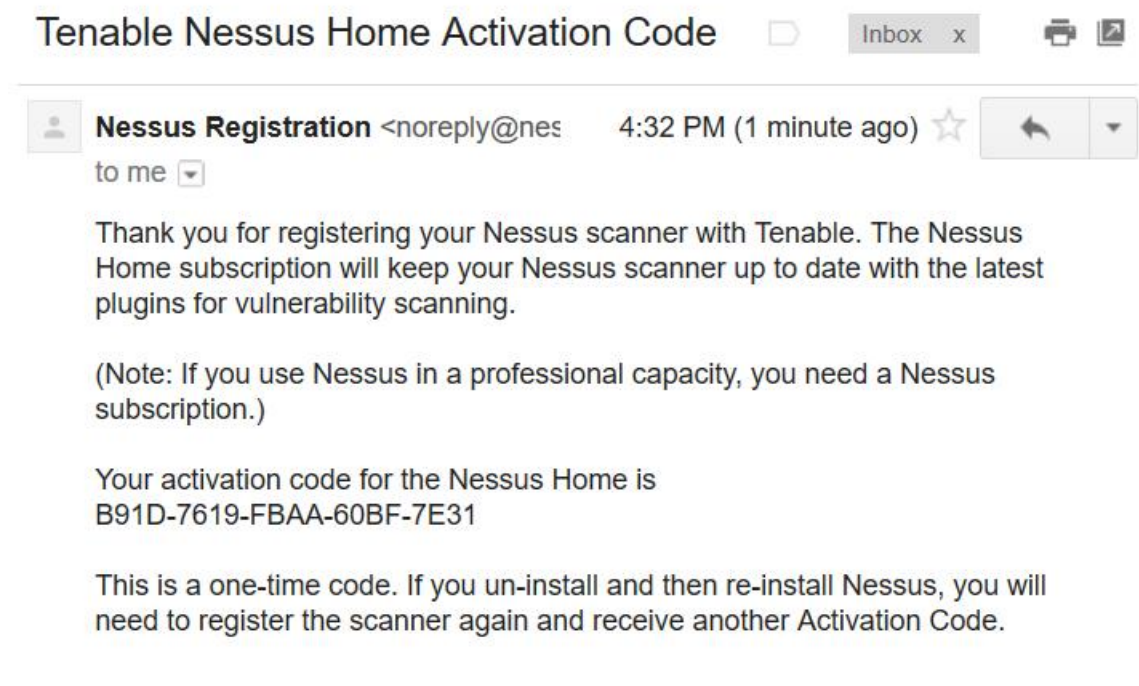 Tenable Nessus Home Activation Code
Inbox x
Nessus Registration <noreply@nes 4:32 PM (1 minute ago)
to me
Thank you for registering your Nessus scanner with Tenable. The Nessus
Home subscription will keep your Nessus scanner up to date with the latest
plugins for vulnerability scanning.
(Note: If you use Nessus in a professional capacity, you need a Nessus
subscription.)
Your activation code for the Nessus Home is
B91D-7619-FBAA-60BF-7E31
This is a one-time code. If you un-install and then re-install Nessus, you will
need to register the scanner again and receive another Activation Code.